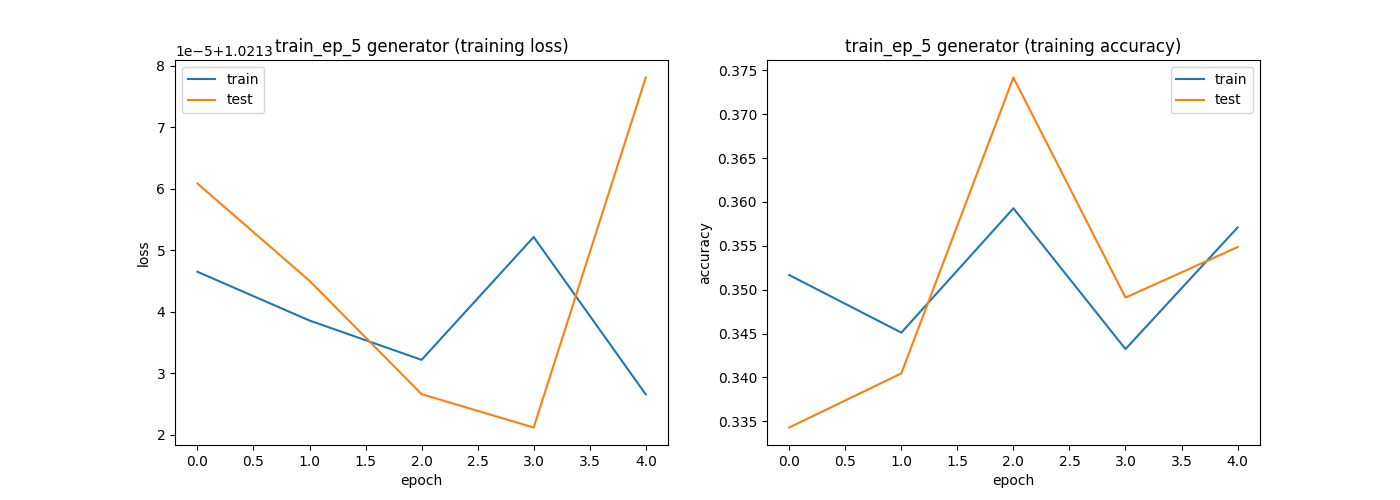 train_ep_5 generator (training loss)
1e−5+1.0213
8
7
6
5
4
3
2
loss
train
test
0.0 0.5 1.0 1.5 2.0 2.5 3.0 3.5 4.0
epoch
train_ep_5 generator (training accuracy)
0.375
0.370
0.365
0.360
0.355
0.350
0.345
0.340
0.335
accuracy
train
test
0.0 0.5 1.0 1.5 2.0 2.5 3.0 3.5 4.0
epoch